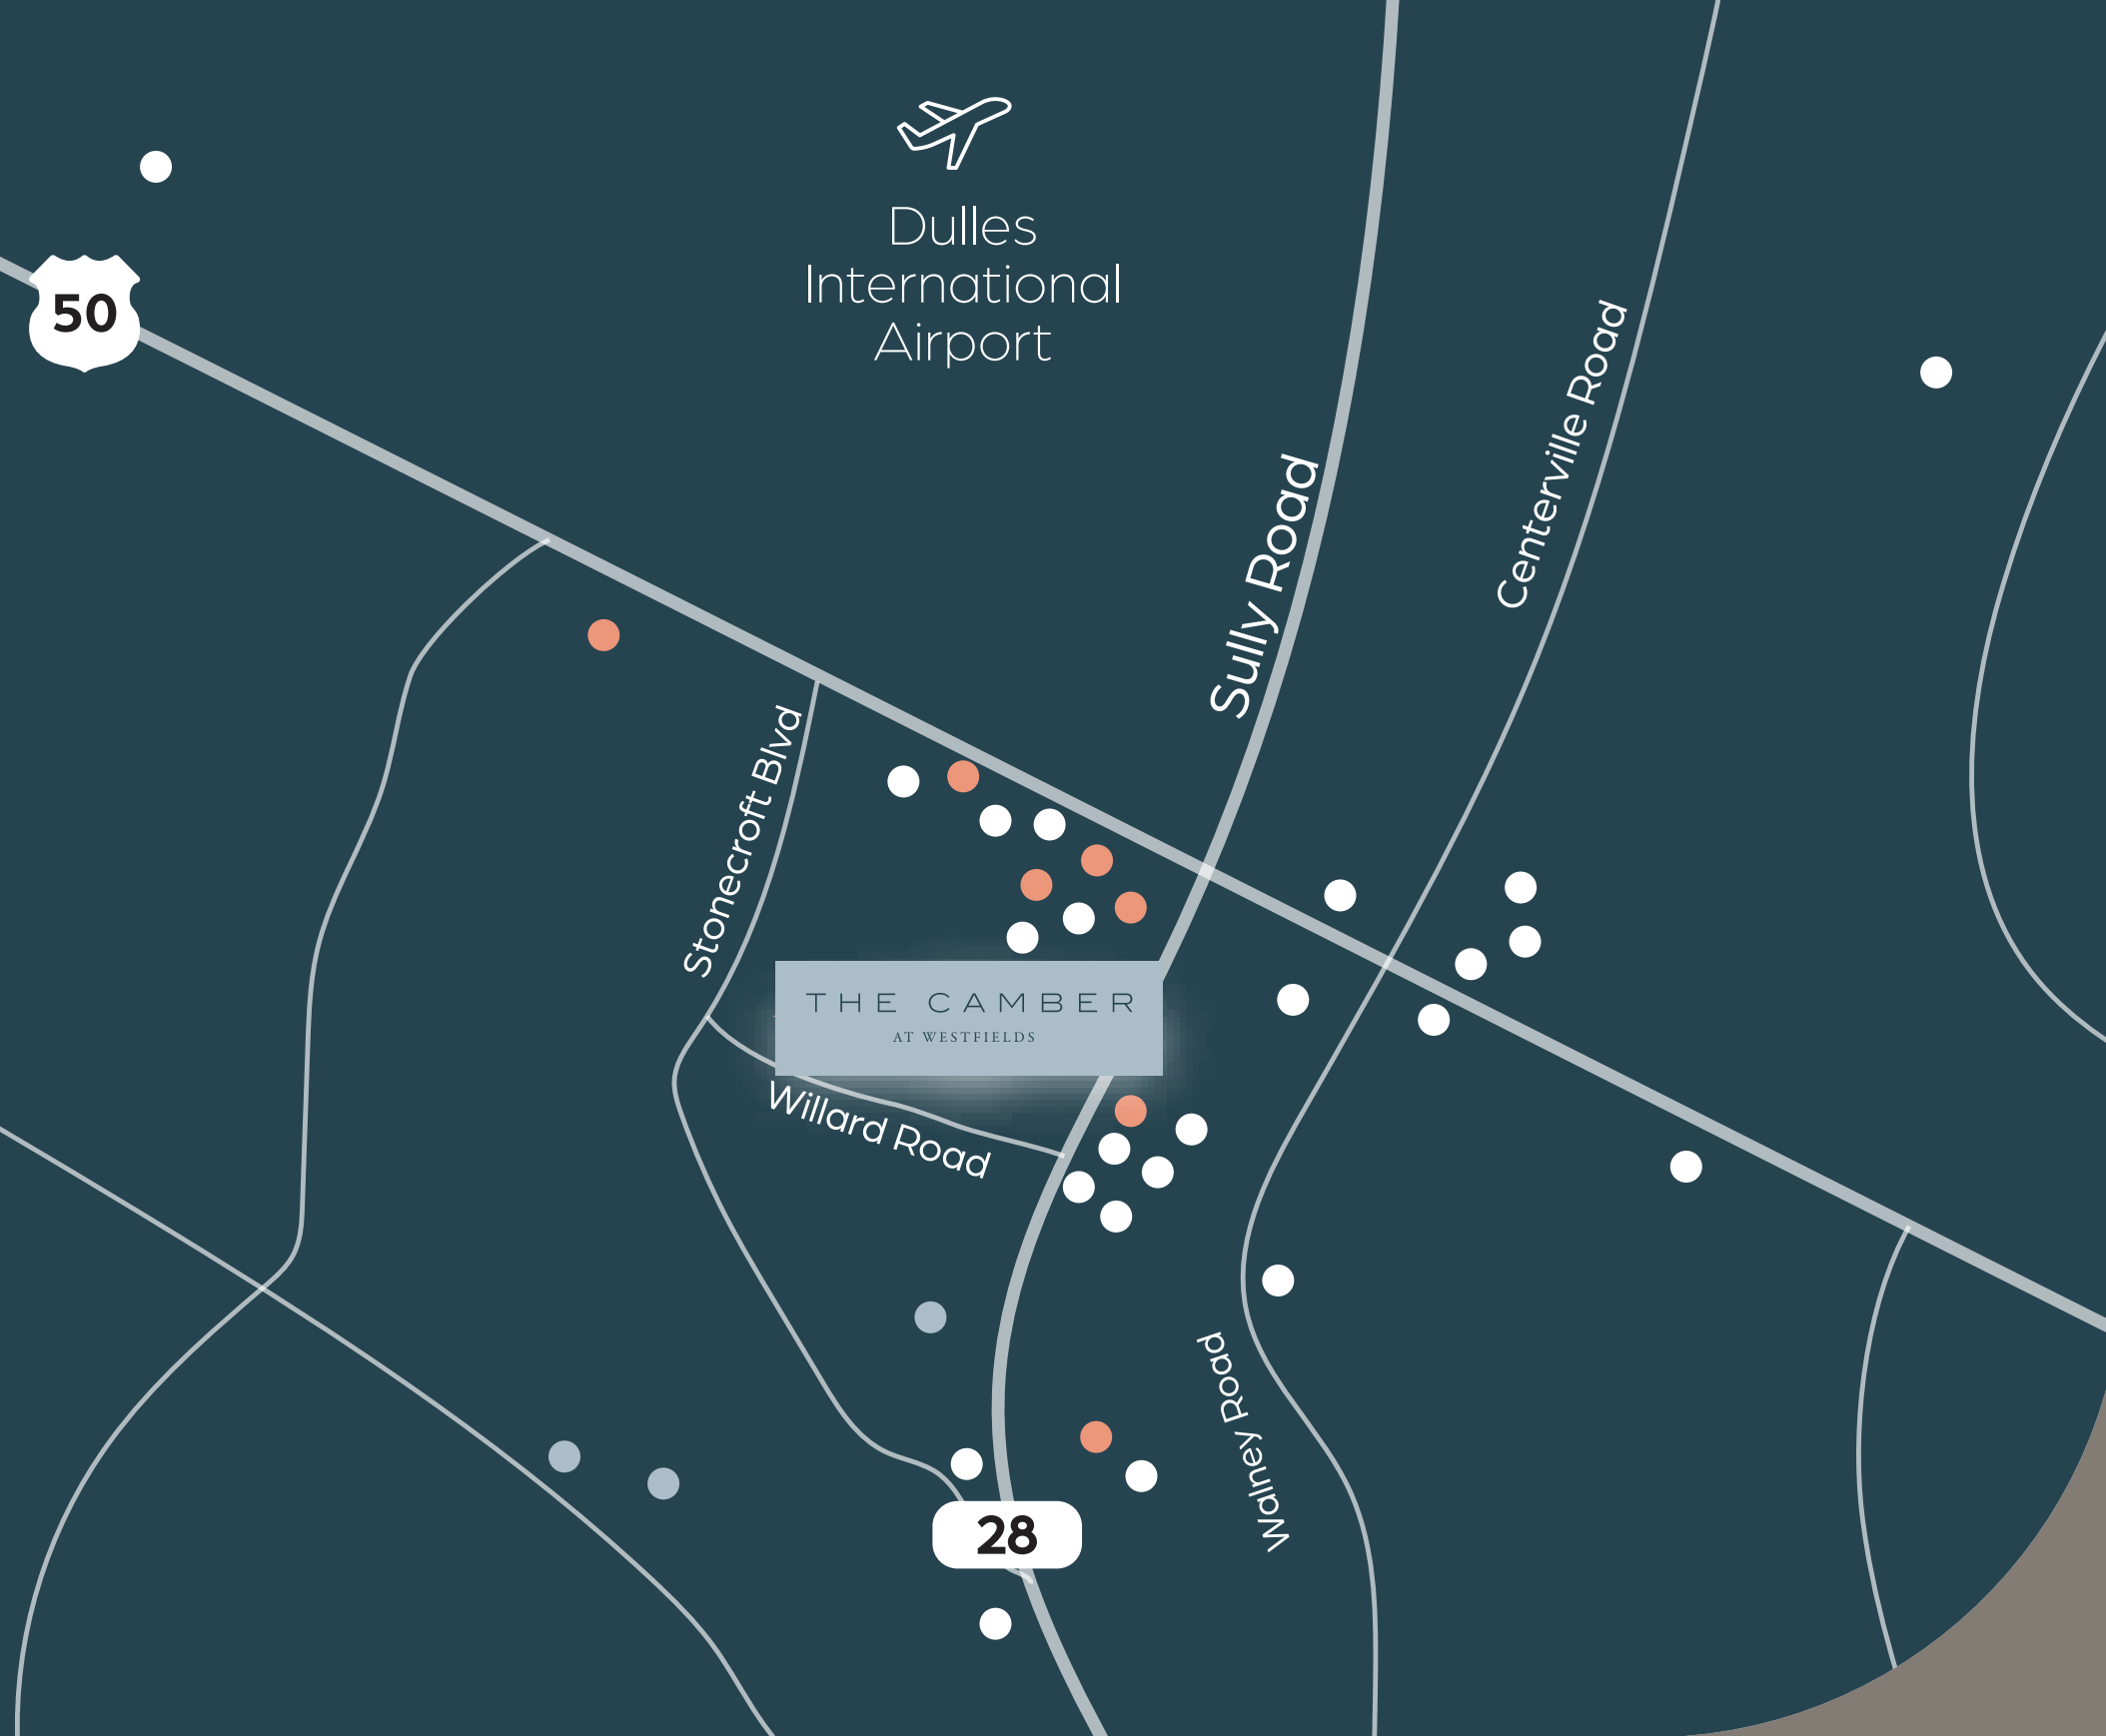 Dulles
International
Airport
50
Centerville Road
Sully Road
Stonecroft Blvd
THE CAMBER
AT WESTFIELDS
Willard Road
Walney Road
28